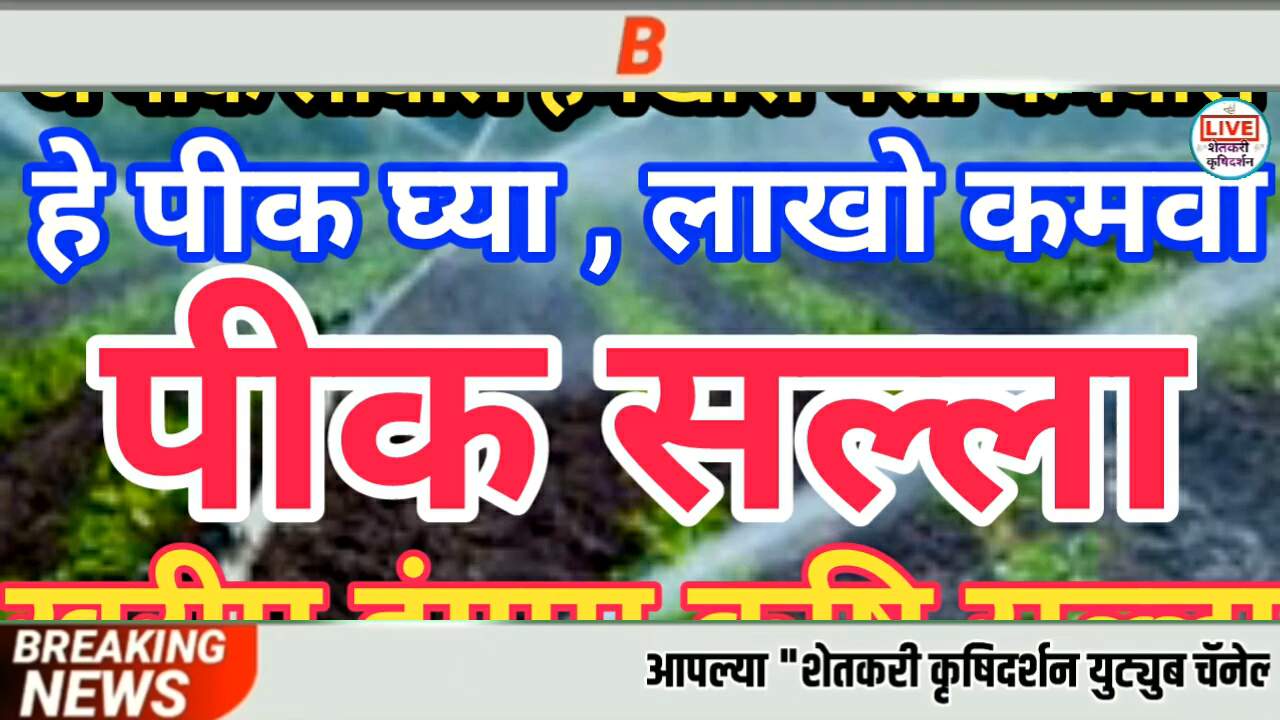 B
LIVE
शेतकरी
कृषिदर्शन
हे पीक घ्या , लाखो कमवा
पीक सल्ला
BREAKING
NEWS
आपल्या "शेतकरी कृषिदर्शन युट्युब चॅनेल